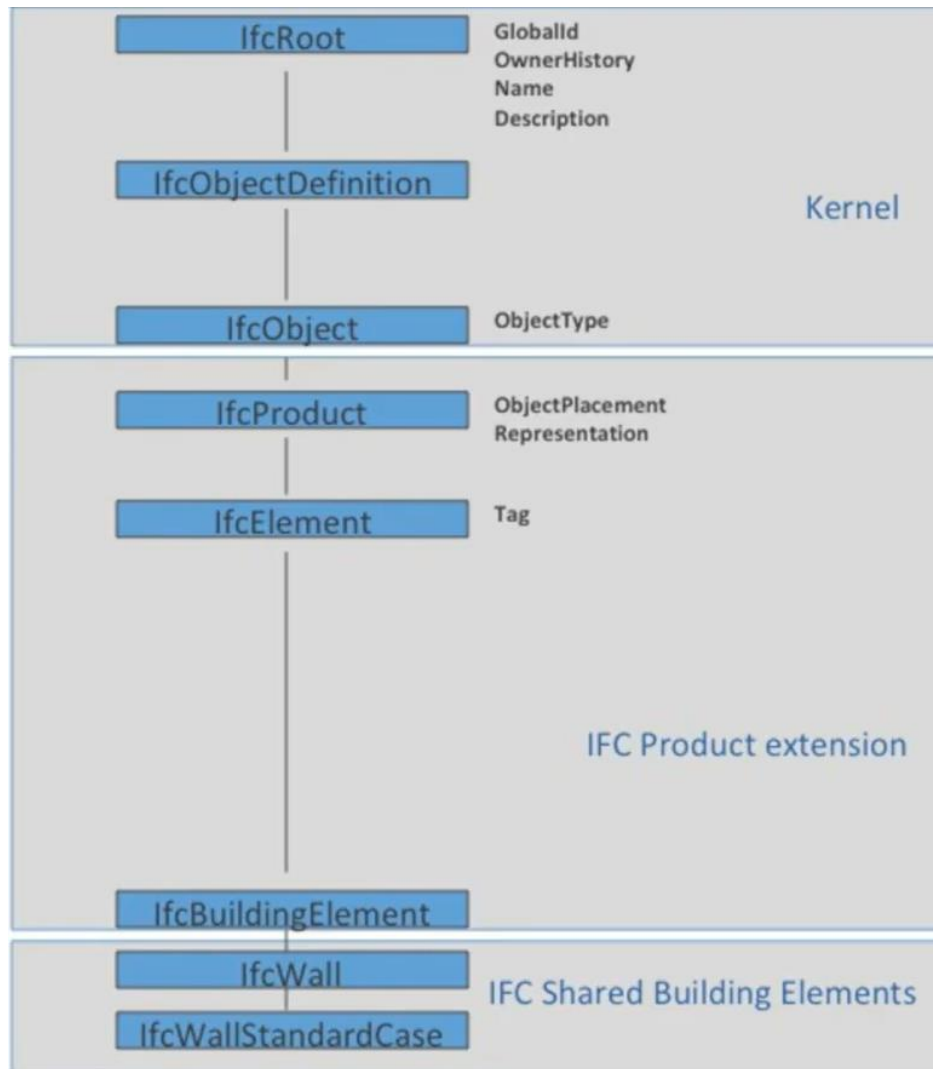 IfcRoot
GlobalId
OwnerHistory
Name
Description
IfcObjectDefinition
Kernel
IfcObject
ObjectType
IfcProduct
ObjectPlacement
Representation
IfcElement
Tag
IFC Product extension
IfcBuildingElement
IfcWall
IFC Shared Building Elements
IfcWallStandardCase